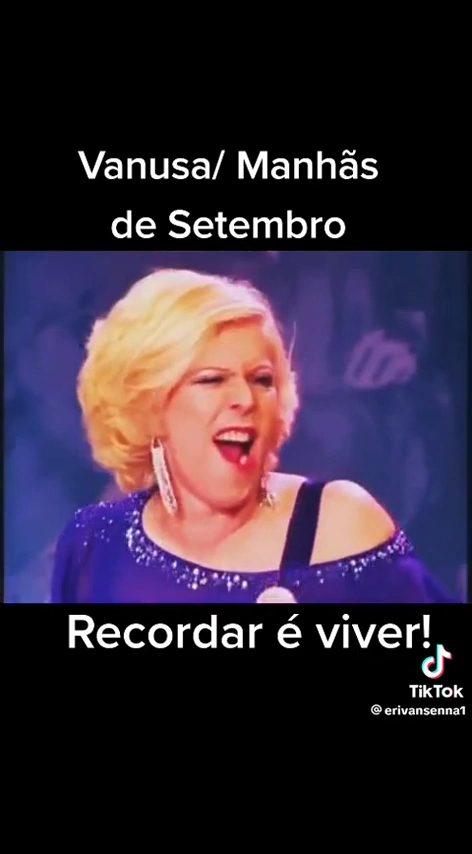 Vanusa/ Manhãs
de Setembro
Recordar é viver!
TikTok
@erivansenna1